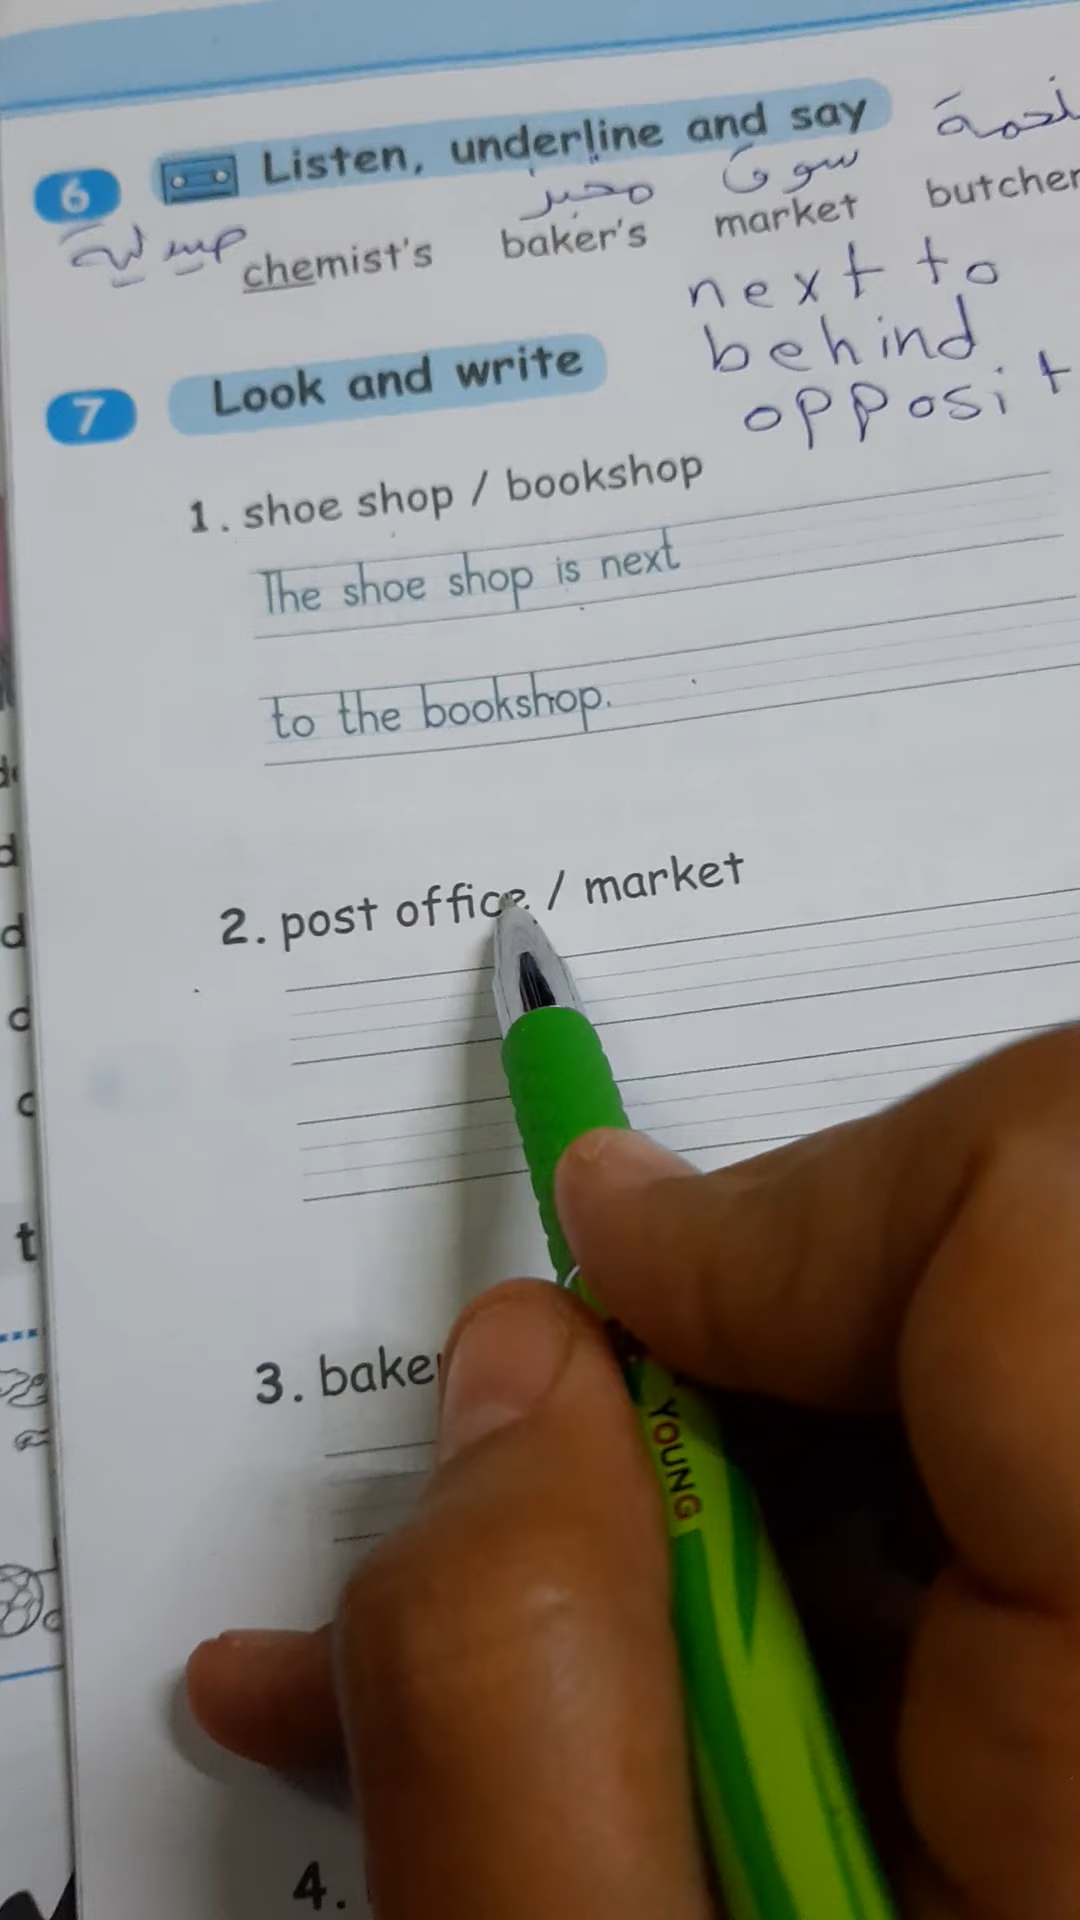 6 Listen, underline and say
صيدلية مخبز سوق ملحمة
chemist's baker's market butcher
next to
behind
opposit
7 Look and write
1. shoe shop / bookshop
The shoe shop is next
to the bookshop.
2. post office / market
3. bake
4.
YOUNG